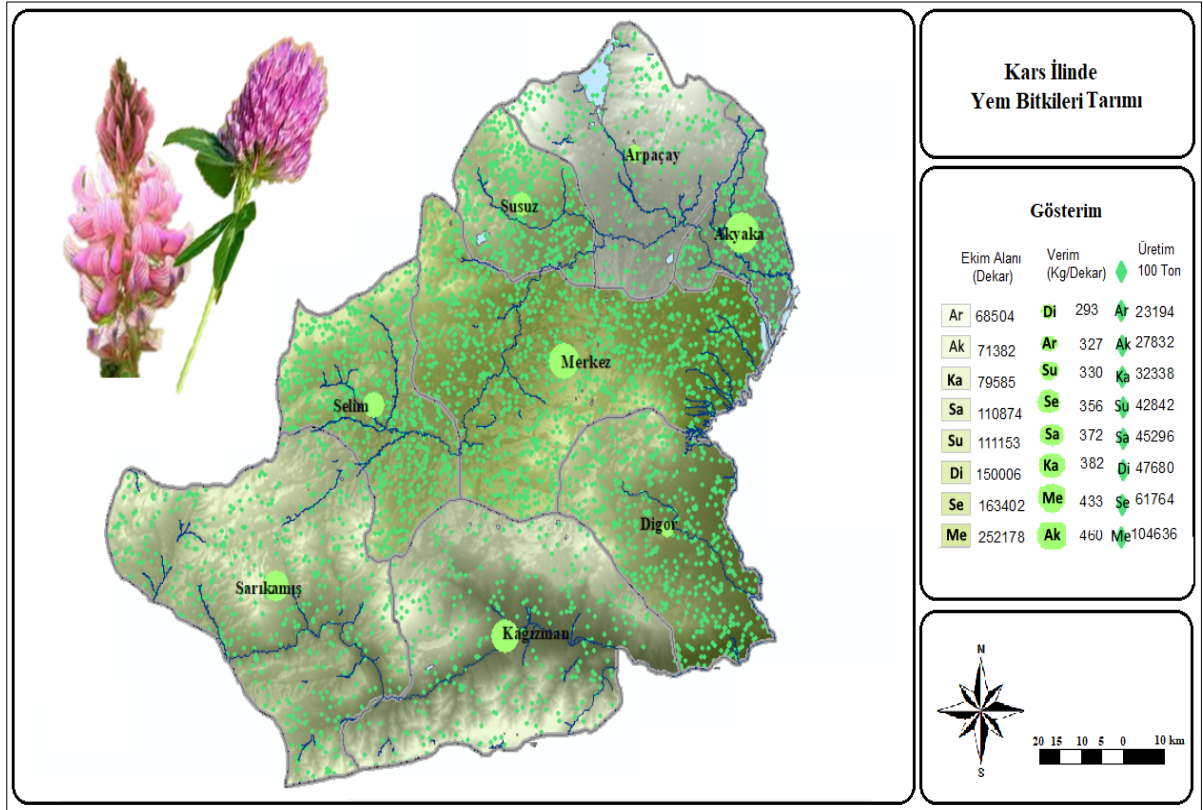 Kars İlinde
Yem Bitkileri Tarımı
Arpaçay
Susuz
Akyaka
Merkez
Selim
Digor
Sarıkamış
Kağızman
Gösterim
Ekim Alanı (Dekar) Verim (Kg/Dekar) Üretim 100 Ton
Ar 68504 Di 293 Ar 23194
Ak 71382 Ar 327 Ak 27832
Ka 79585 Su 330 Ka 32338
Sa 110874 Se 356 Su 42842
Su 111153 Sa 372 Sa 45296
Di 150006 Ka 382 Di 47680
Se 163402 Me 433 Se 61764
Me 252178 Ak 460 Me 104636
N
S
20 15 10 5 0 10 km